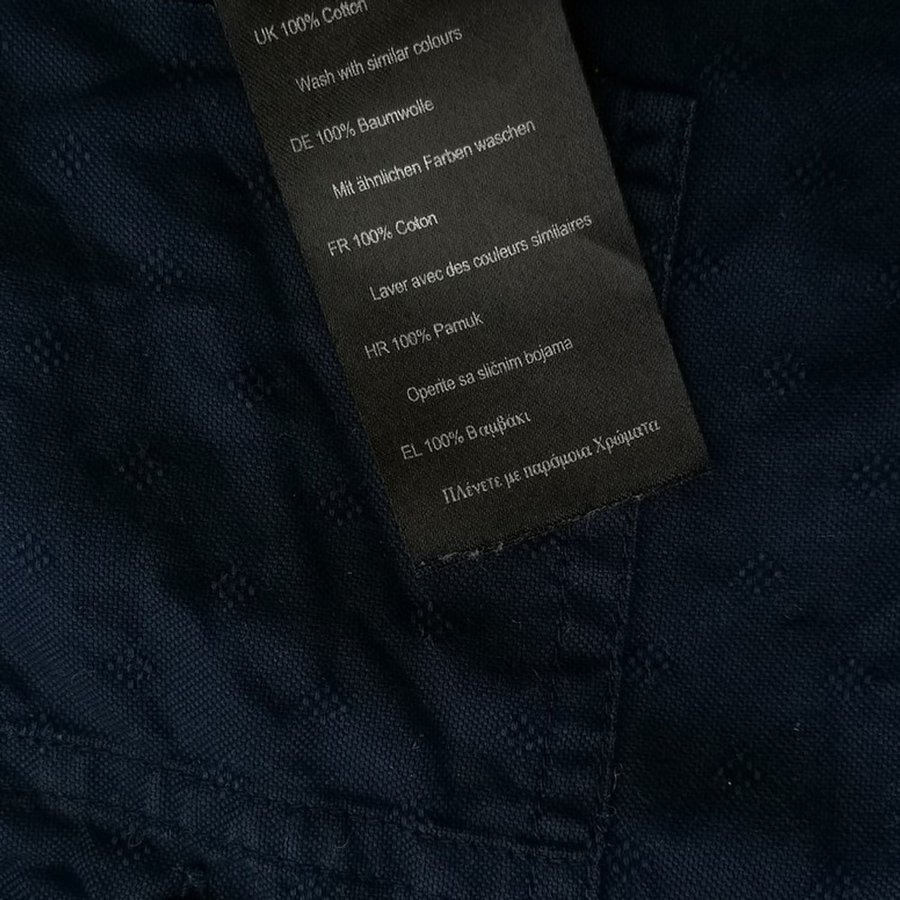 UK 100% Cotton
Wash with similar colours
DE 100% Baumwolle
Mit ähnlichen Farben waschen
FR 100% Coton
Laver avec des couleurs similaires
HR 100% Pamuk
Operite sa sličnim bojama
EL 100% Βαμβάκι
Πλένετε με παρόμοια Χρώματα